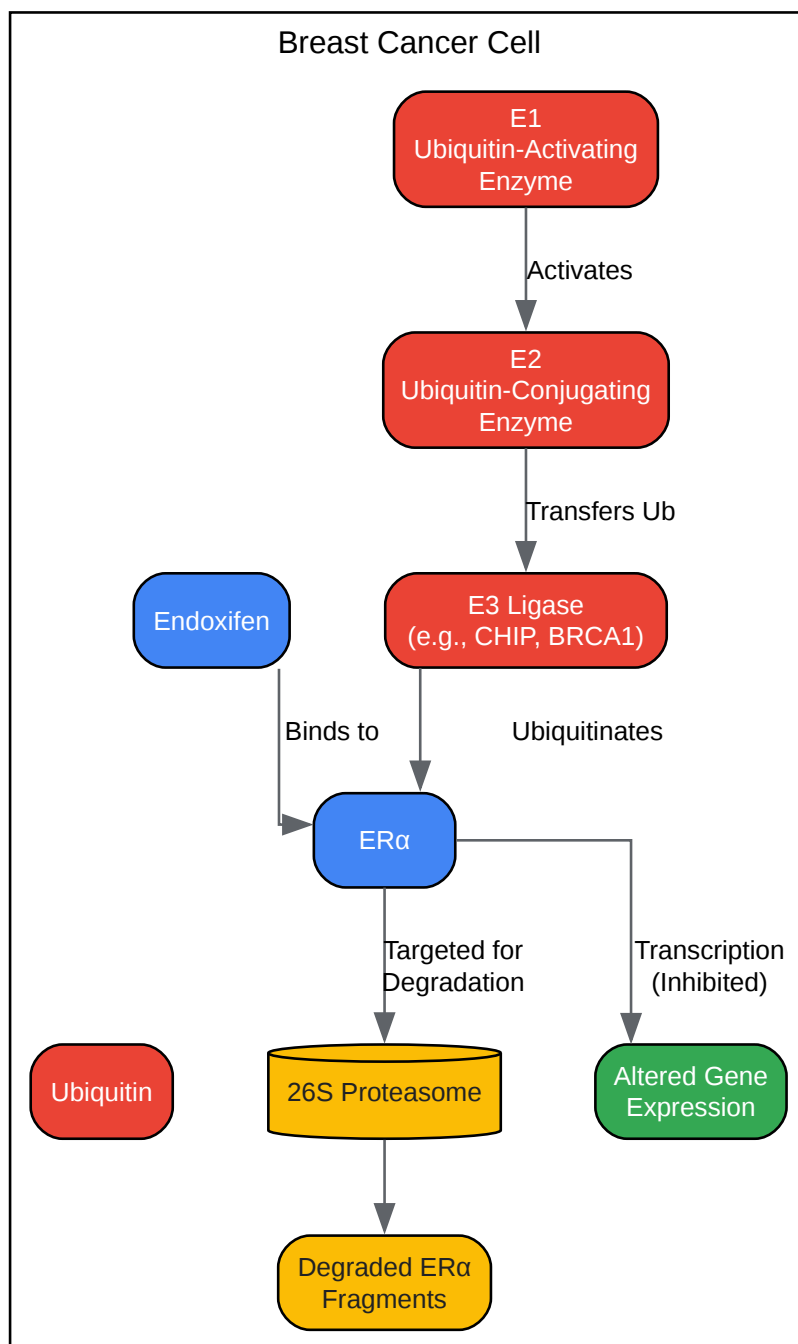 Breast Cancer Cell
E1
Ubiquitin-Activating
Enzyme
Activates
E2
Ubiquitin-Conjugating
Enzyme
Transfers Ub
Endoxifen
E3 Ligase
(e.g., CHIP, BRCA1)
Binds to
Ubiquitinates
ERα
Targeted for
Degradation
Transcription
(Inhibited)
Ubiquitin
26S Proteasome
Altered Gene
Expression
Degraded ERα
Fragments